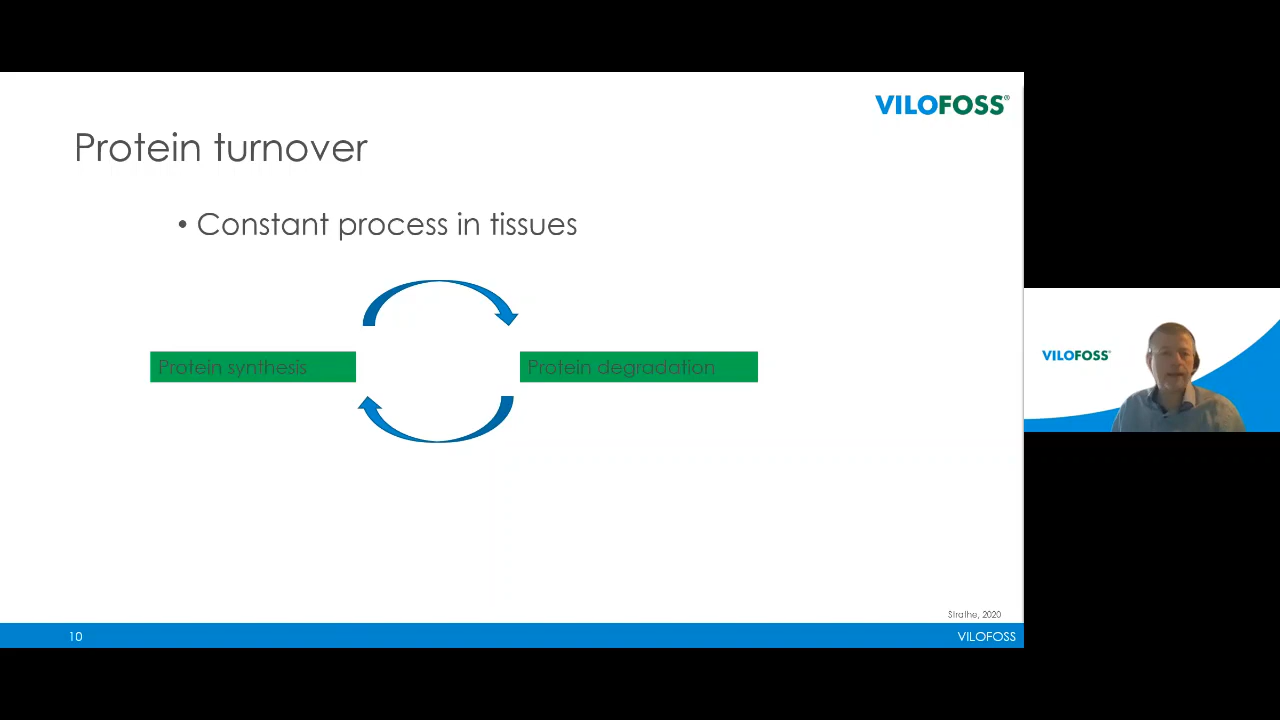 VILOFOSS®
Protein turnover
• Constant process in tissues
Protein synthesis
Protein degradation
VILOFOSS®
Strathe, 2020
10
VILOFOSS